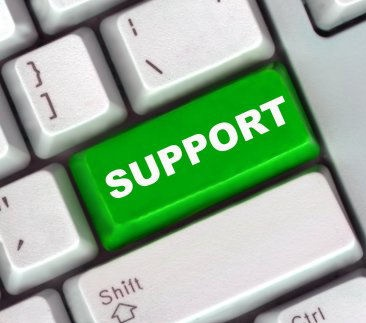 ¦
\
}
]
SUPPORT
"
'
Shift
Ctrl